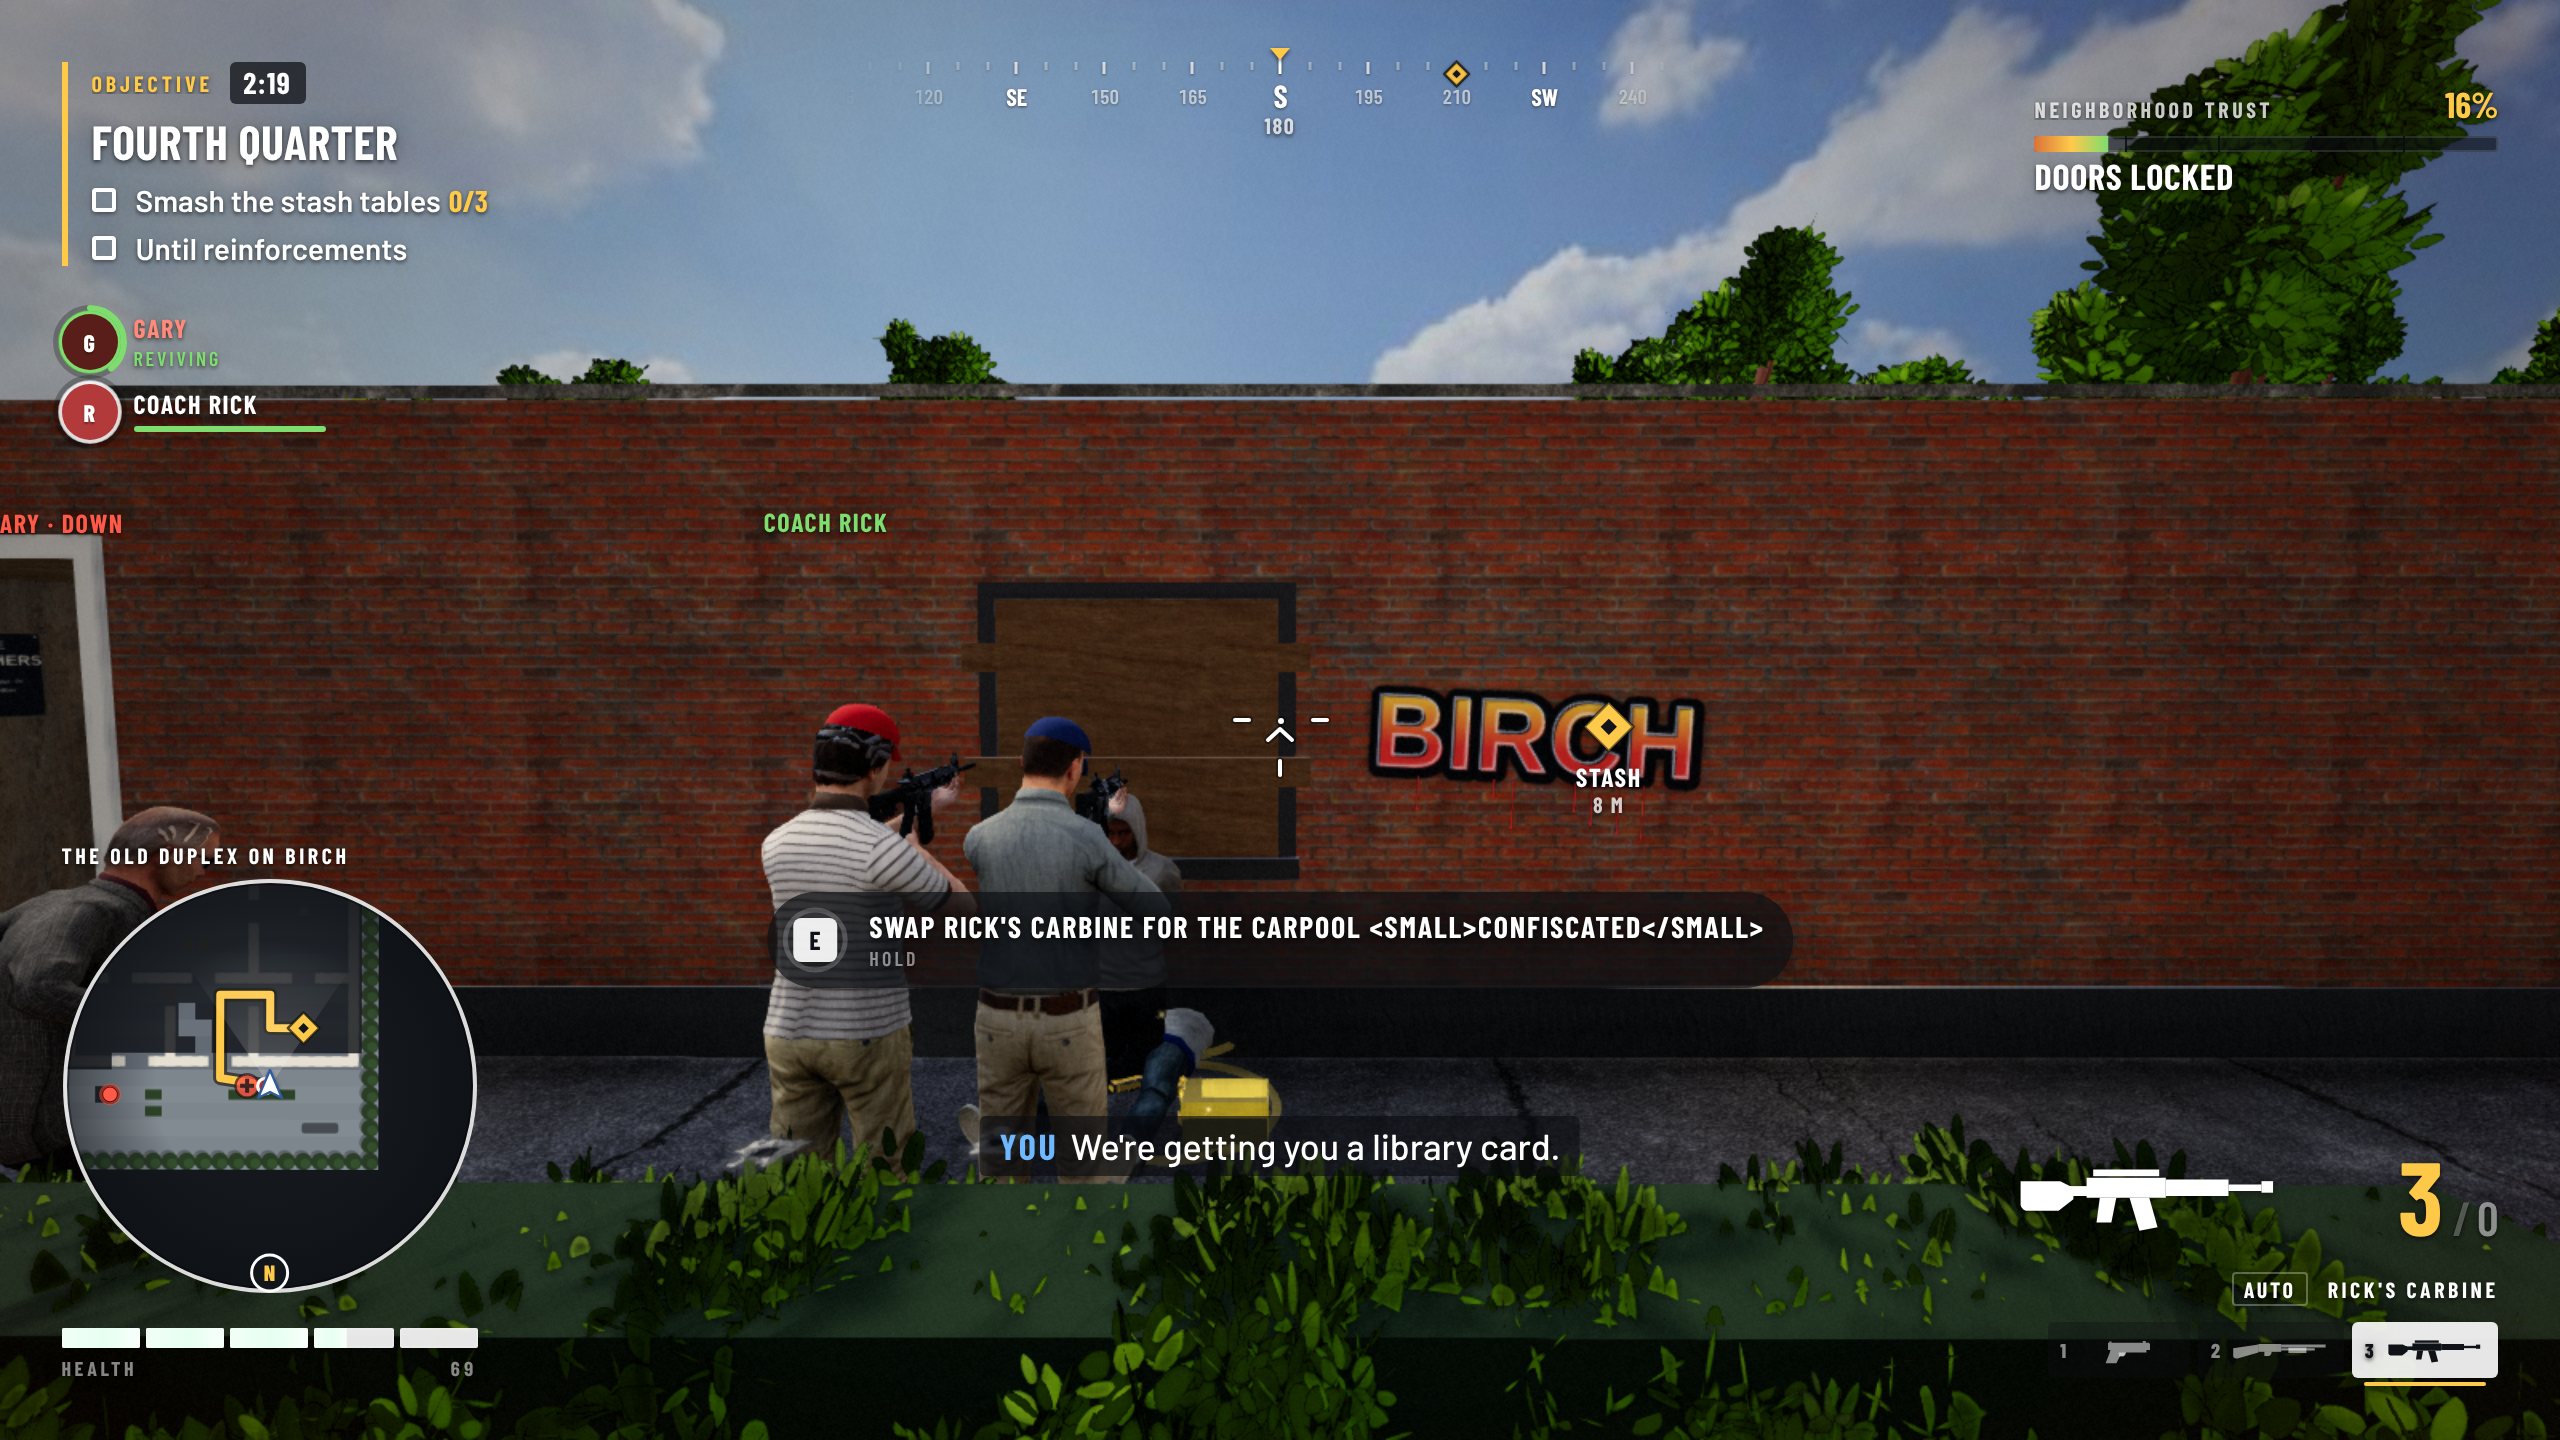 OBJECTIVE 2:19
FOURTH QUARTER
Smash the stash tables 0/3
Until reinforcements
G GARY
REVIVING
R COACH RICK
120 SE 150 165 S 195 210 SW 240
180
NEIGHBORHOOD TRUST 16%
DOORS LOCKED
ARY · DOWN
COACH RICK
HERS
BIRCH
STASH
8 M
THE OLD DUPLEX ON BIRCH
E SWAP RICK'S CARBINE FOR THE CARPOOL <SMALL>CONFISCATED</SMALL>
HOLD
YOU We're getting you a library card.
N
HEALTH 69
3 / 0
AUTO RICK'S CARBINE
1 2 3